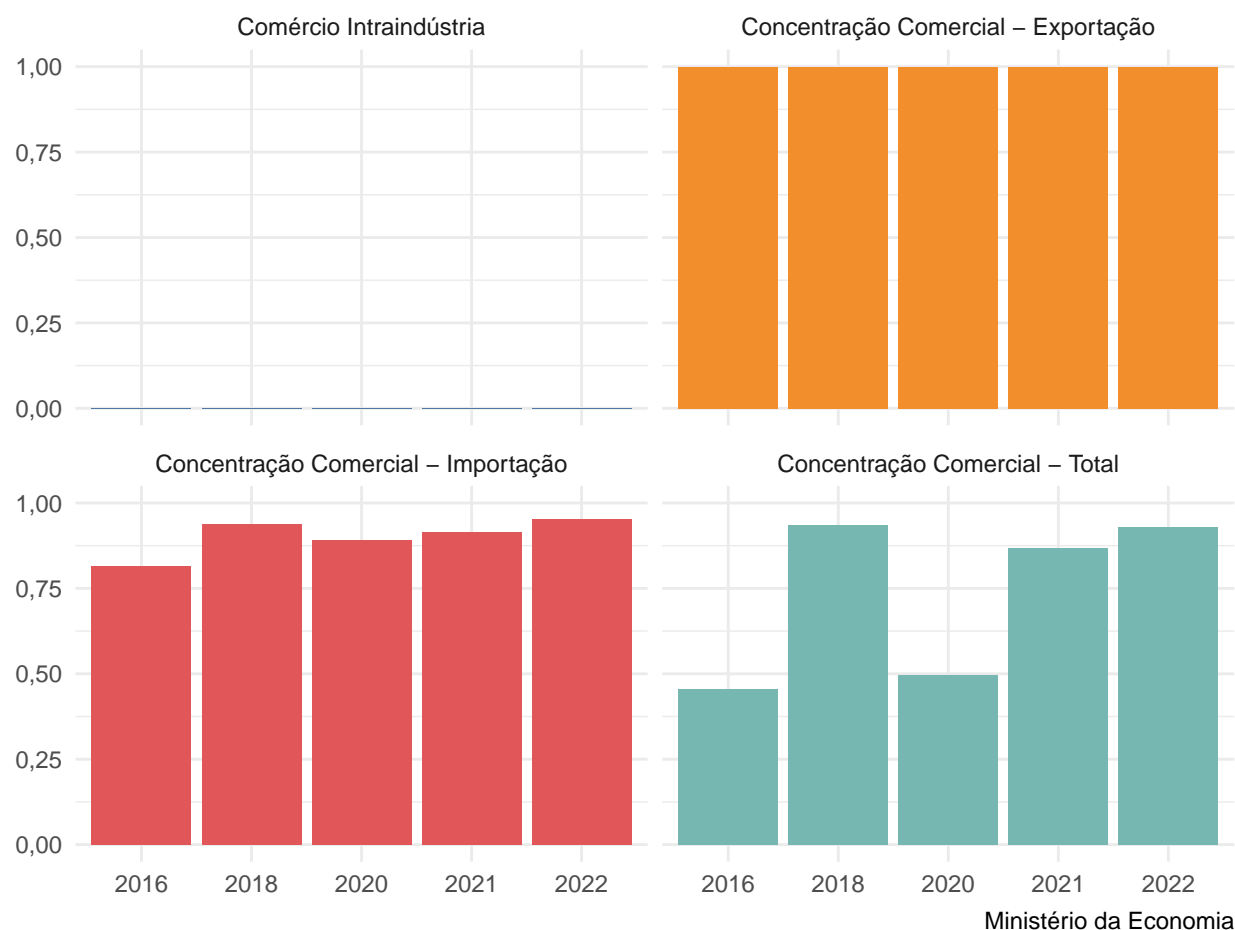 Comércio Intraindústria
Concentração Comercial – Exportação
1,00
0,75
0,50
0,25
0,00
Concentração Comercial – Importação
Concentração Comercial – Total
1,00
0,75
0,50
0,25
0,00
2016 2018 2020 2021 2022
2016 2018 2020 2021 2022
Ministério da Economia